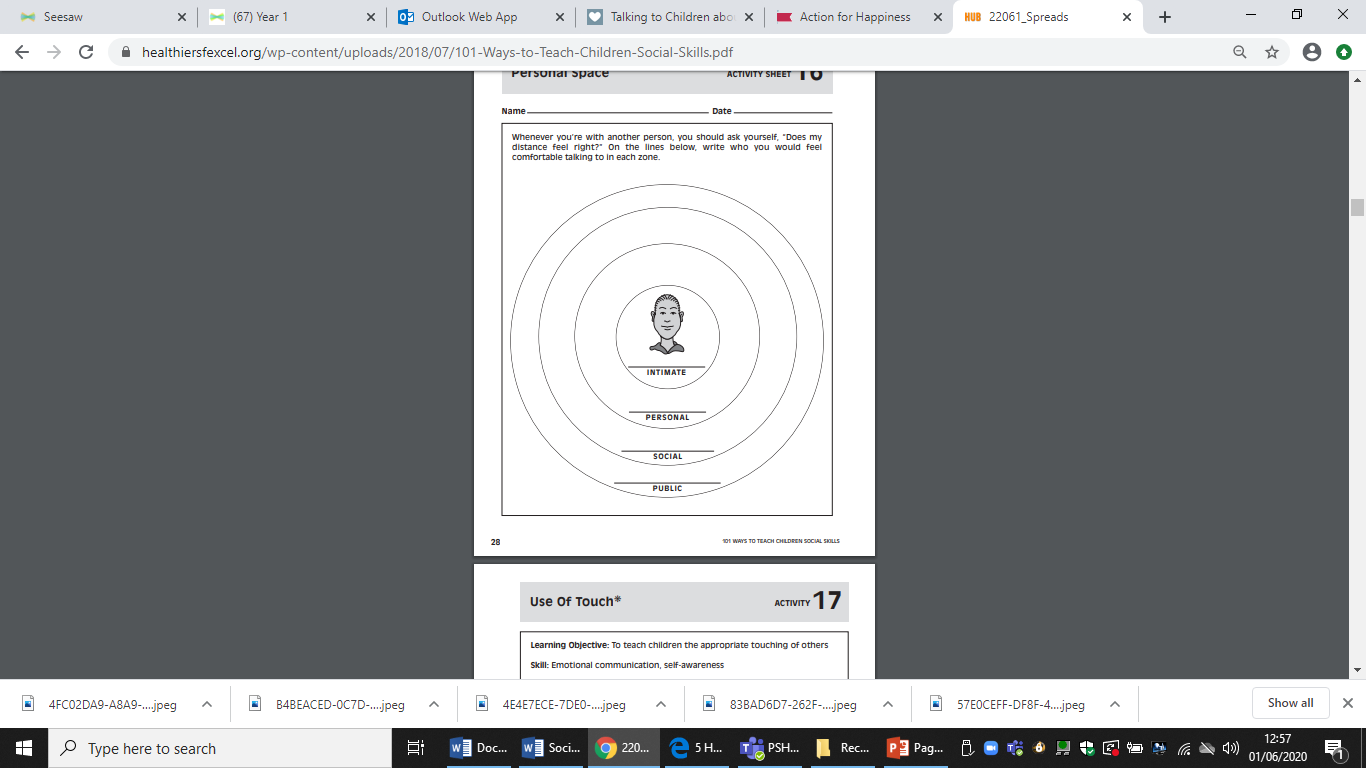 Seesaw
(67) Year 1
Outlook Web App
Talking to Children abo
Action for Happiness
HUB 22061_Spreads
healthiersfexcel.org/wp-content/uploads/2018/07/101-Ways-to-Teach-Children-Social-Skills.pdf
Personal Space ACTIVITY SHEET 16
Name Date
Whenever you're with another person, you should ask yourself, "Does my
distance feel right?" On the lines below, write who you would feel
comfortable talking to in each zone.
INTIMATE
PERSONAL
SOCIAL
PUBLIC
28 101 WAYS TO TEACH CHILDREN SOCIAL SKILLS
Use Of Touch* ACTIVITY 17
Learning Objective: To teach children the appropriate touching of others
Skill: Emotional communication, self-awareness
4FC02DA9-A8A9-....jpeg
B4BEACED-0C7D-....jpeg
4E4E7ECE-7DE0-....jpeg
83BAD6D7-262F-....jpeg
57E0CEFF-DF8F-4....jpeg
Show all
Type here to search
Doc...
Soci...
220...
5 H...
PSH...
Rec...
Pag...
12:57
01/06/2020
1